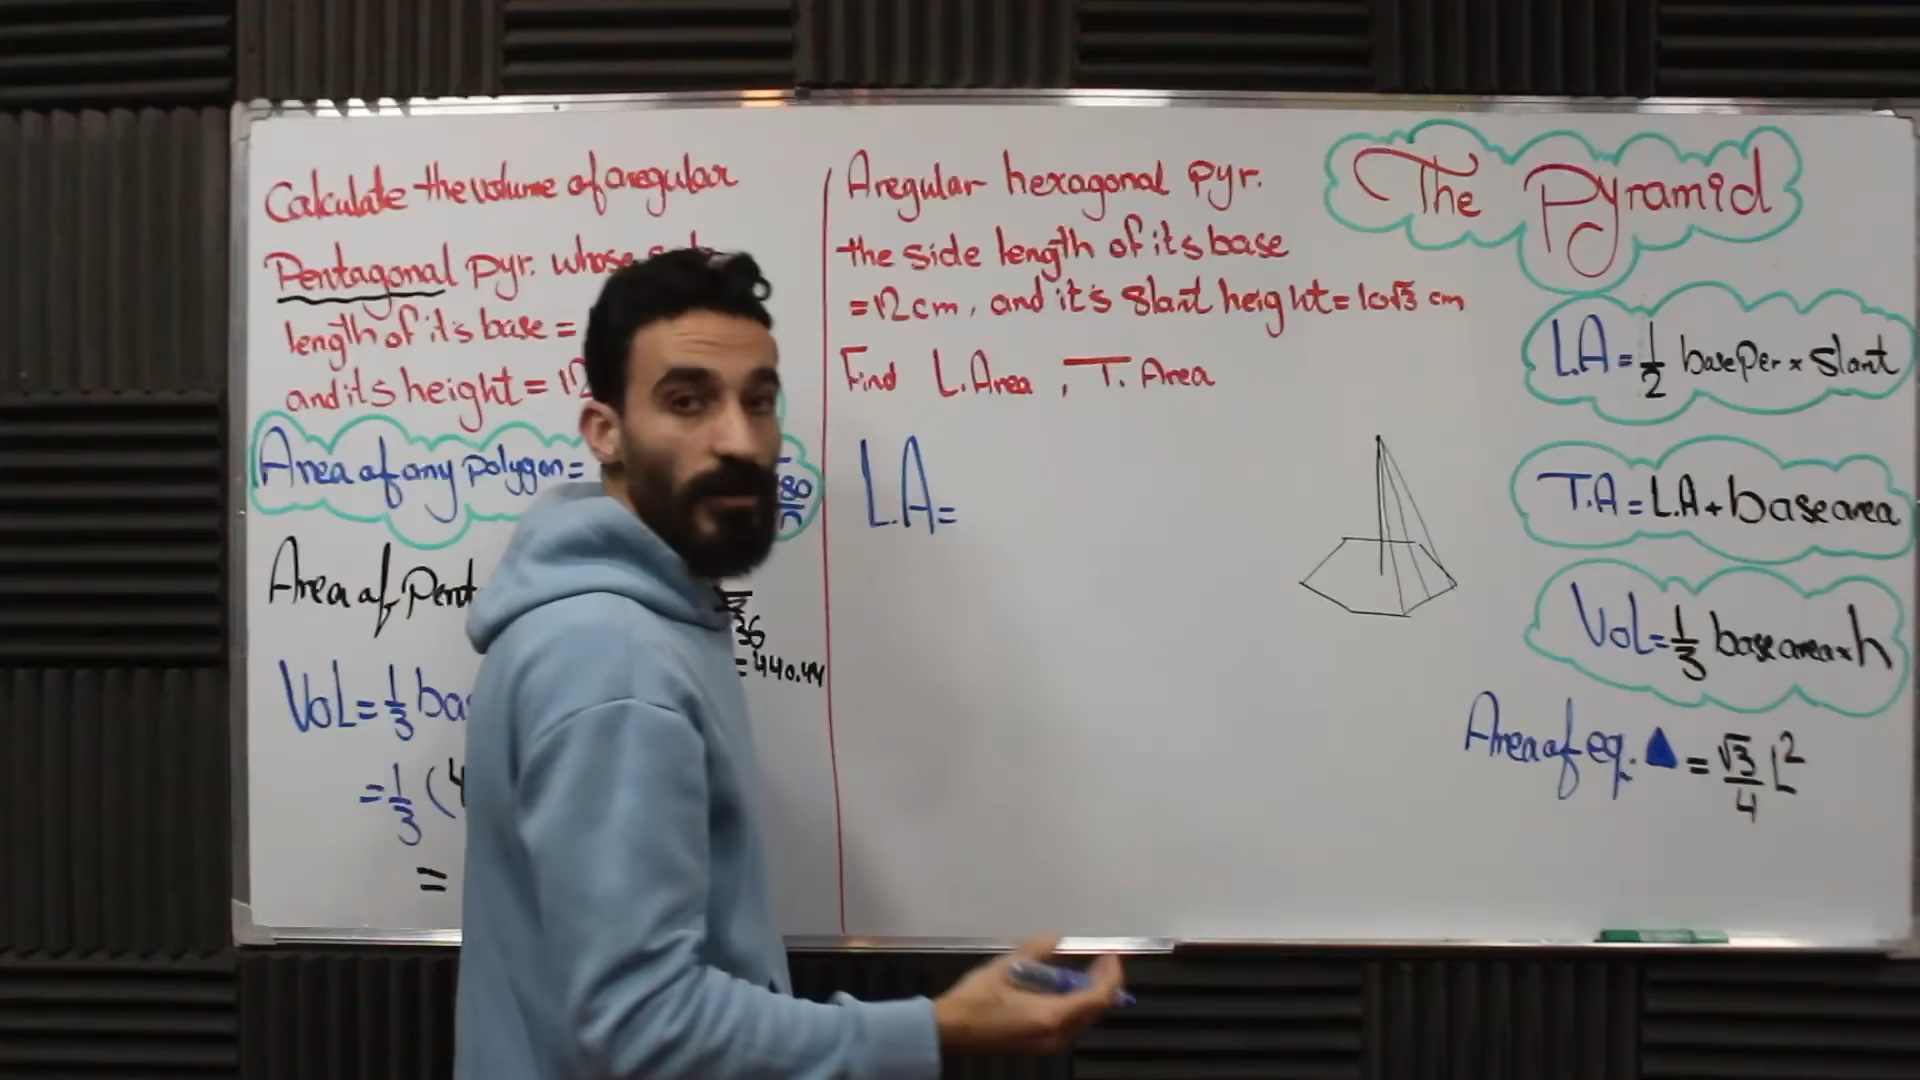 Calculate the volume of a regular
Pentagonal pyr. whose
length of it's base =
and it's height = 12
Area of any polygon =
180
n
Area of Pent
36
= 440.44
Vol = 1/3 ba
= 1/3 (4
=
A regular hexagonal pyr.
the side length of it's base
= 12 cm, and it's slant height = 10√3 cm
Find L.Area , T. Area
L.A =
The Pyramid
L.A = 1/2 base Per × Slant
T.A = L.A + base area
Vol = 1/3 base area × h
Area of eq. ▲ = √3/4 L²